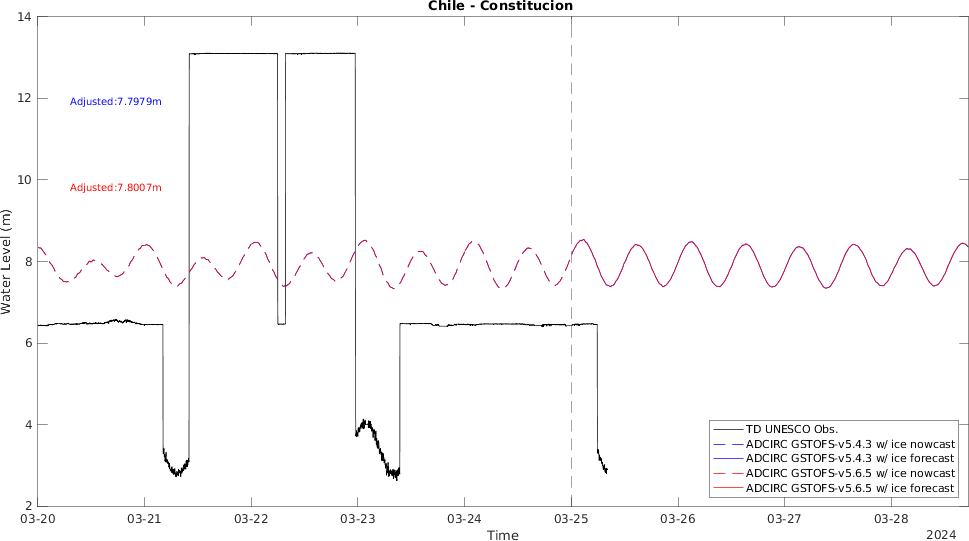 Chile - Constitucion
14
12
10
8
6
4
2
Water Level (m)
Adjusted:7.7979m
Adjusted:7.8007m
TD UNESCO Obs.
ADCIRC GSTOFS-v5.4.3 w/ ice nowcast
ADCIRC GSTOFS-v5.4.3 w/ ice forecast
ADCIRC GSTOFS-v5.6.5 w/ ice nowcast
ADCIRC GSTOFS-v5.6.5 w/ ice forecast
03-20 03-21 03-22 03-23 03-24 03-25 03-26 03-27 03-28
Time
2024